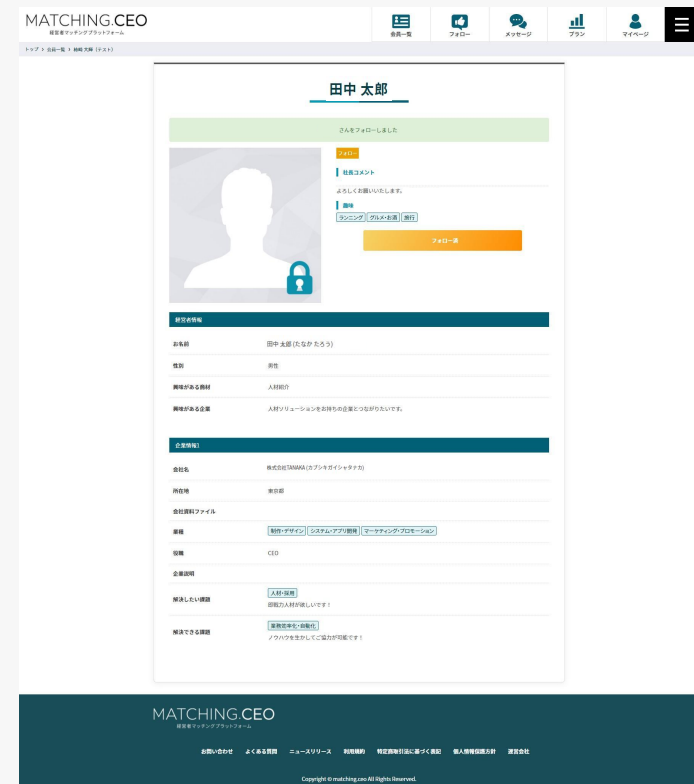 MATCHING.CEO
経営者マッチングプラットフォーム
会員一覧
フォロー
メッセージ
プラン
マイページ
トップ > 会員一覧 >
大輝 (テスト)
田中 太郎
さんをフォローしました
フォロー
社長コメント
よろしくお願いいたします。
趣味
ランニング グルメ・お酒 旅行
フォロー済
経営者情報
お名前 田中 太郎 (たなか たろう)
性別 男性
興味がある商材 人材紹介
興味がある企業 人材ソリューションをお持ちの企業とつながりたいです。
企業情報1
会社名 株式会社TANAKA (カブシキガイシャタナカ)
所在地 東京都
会社資料ファイル
業種 制作・デザイン システム・アプリ開発 マーケティング・プロモーション
役職 CEO
企業説明
解決したい課題 人材・採用
即戦力人材が欲しいです！
解決できる課題 業務効率化・自動化
ノウハウを生かしてご協力が可能です！
MATCHING.CEO
経営者マッチングプラットフォーム
お問い合わせ よくある質問 ニュースリリース 利用規約 特定商取引法に基づく表記 個人情報保護方針 運営会社
Copyright © matching.ceo All Rights Reserved.